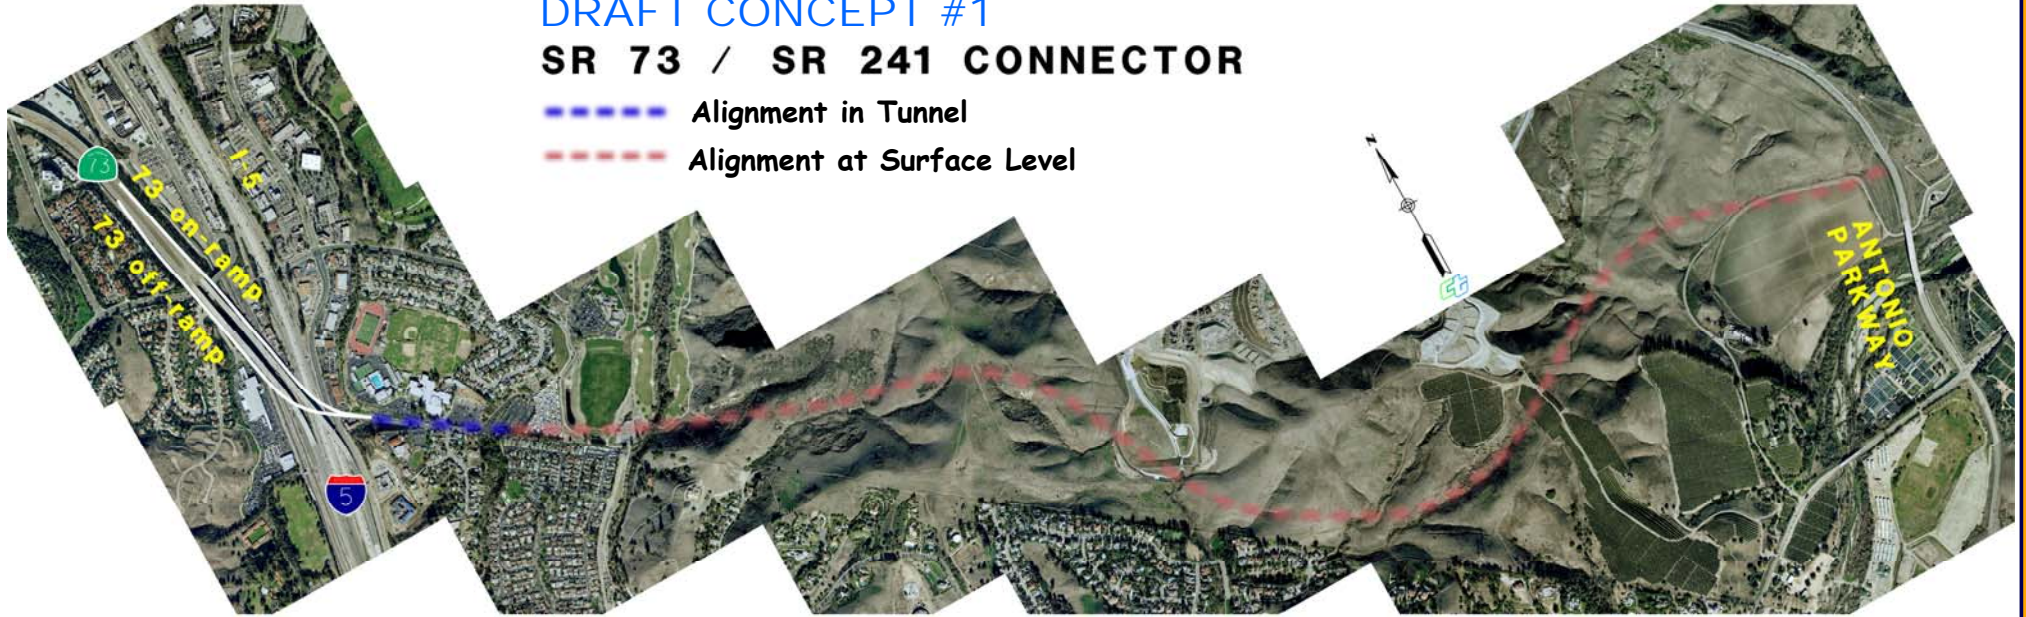 DRAFT CONCEPT #1
SR 73 / SR 241 CONNECTOR
Alignment in Tunnel
Alignment at Surface Level
73
73 on-ramp
73 off-ramp
I-5
5
N
ct
ANTONIO
PARKWAY